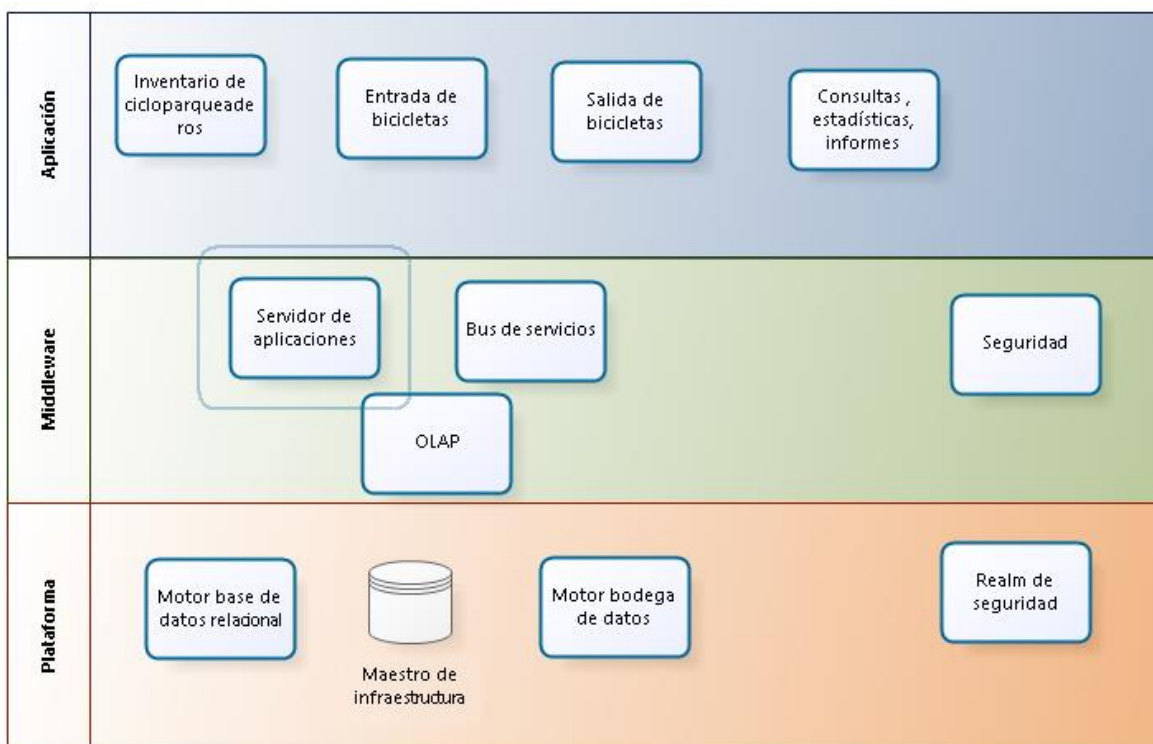 Aplicación
Inventario de
cicloparqueade
ros
Entrada de
bicicletas
Salida de
bicicletas
Consultas ,
estadísticas,
informes
Middleware
Servidor de
aplicaciones
Bus de servicios
Seguridad
OLAP
Plataforma
Motor base de
datos relacional
Maestro de
infraestructura
Motor bodega
de datos
Realm de
seguridad